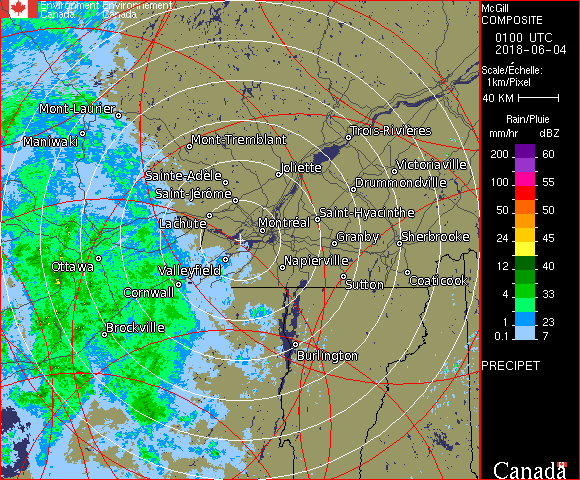 Environment Environnement
Canada Canada
McGill
COMPOSITE
0100 UTC
2018-06-04
Scale/Échelle:
1km/Pixel
40 KM
Rain/Pluie
mm/hr dBZ
200 60
100 55
50 50
24 45
12 40
4 33
1 23
0.1 7
PRECIPET
Canada
Mont-Laurier
Maniwaki
Mont-Tremblant
Trois-Rivières
Joliette
Victoriaville
Sainte-Adèle
Drummondville
Saint-Jérôme
Lachute
Saint-Hyacinthe
Montréal
Granby
Sherbrooke
Ottawa
Valleyfield
Napierville
Cornwall
Sutton
Coaticook
Brockville
Burlington